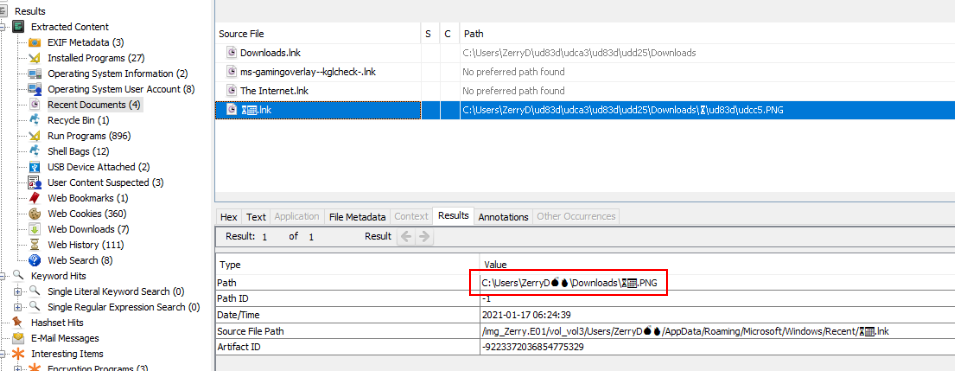 Results
Extracted Content
EXIF Metadata (3)
Installed Programs (27)
Operating System Information (2)
Operating System User Account (8)
Recent Documents (4)
Recycle Bin (1)
Run Programs (896)
Shell Bags (12)
USB Device Attached (2)
User Content Suspected (3)
Web Bookmarks (1)
Web Cookies (360)
Web Downloads (7)
Web History (111)
Web Search (8)
Keyword Hits
Single Literal Keyword Search (0)
Single Regular Expression Search (0)
Hashset Hits
E-Mail Messages
Interesting Items
Encryption Programs (3)
Source File S C Path
Downloads.lnk C:\Users\ZerryD\ud83d\udca3\ud83d\udd25\Downloads
ms-gamingoverlay--kglcheck-.lnk No preferred path found
The Internet.lnk No preferred path found
⌛📅.lnk C:\Users\ZerryD\ud83d\udca3\ud83d\udd25\Downloads\⌛\ud83d\udcc5.PNG
Hex Text Application File Metadata Context Results Annotations Other Occurrences
Result: 1 of 1 Result
Type Value
Path C:\Users\ZerryD💣🔥\Downloads\⌛📅.PNG
Path ID -1
Date/Time 2021-01-17 06:24:39
Source File Path /img_Zerry.E01/vol_vol3/Users/ZerryD💣🔥/AppData/Roaming/Microsoft/Windows/Recent/⌛📅.lnk
Artifact ID -9223372036854775329